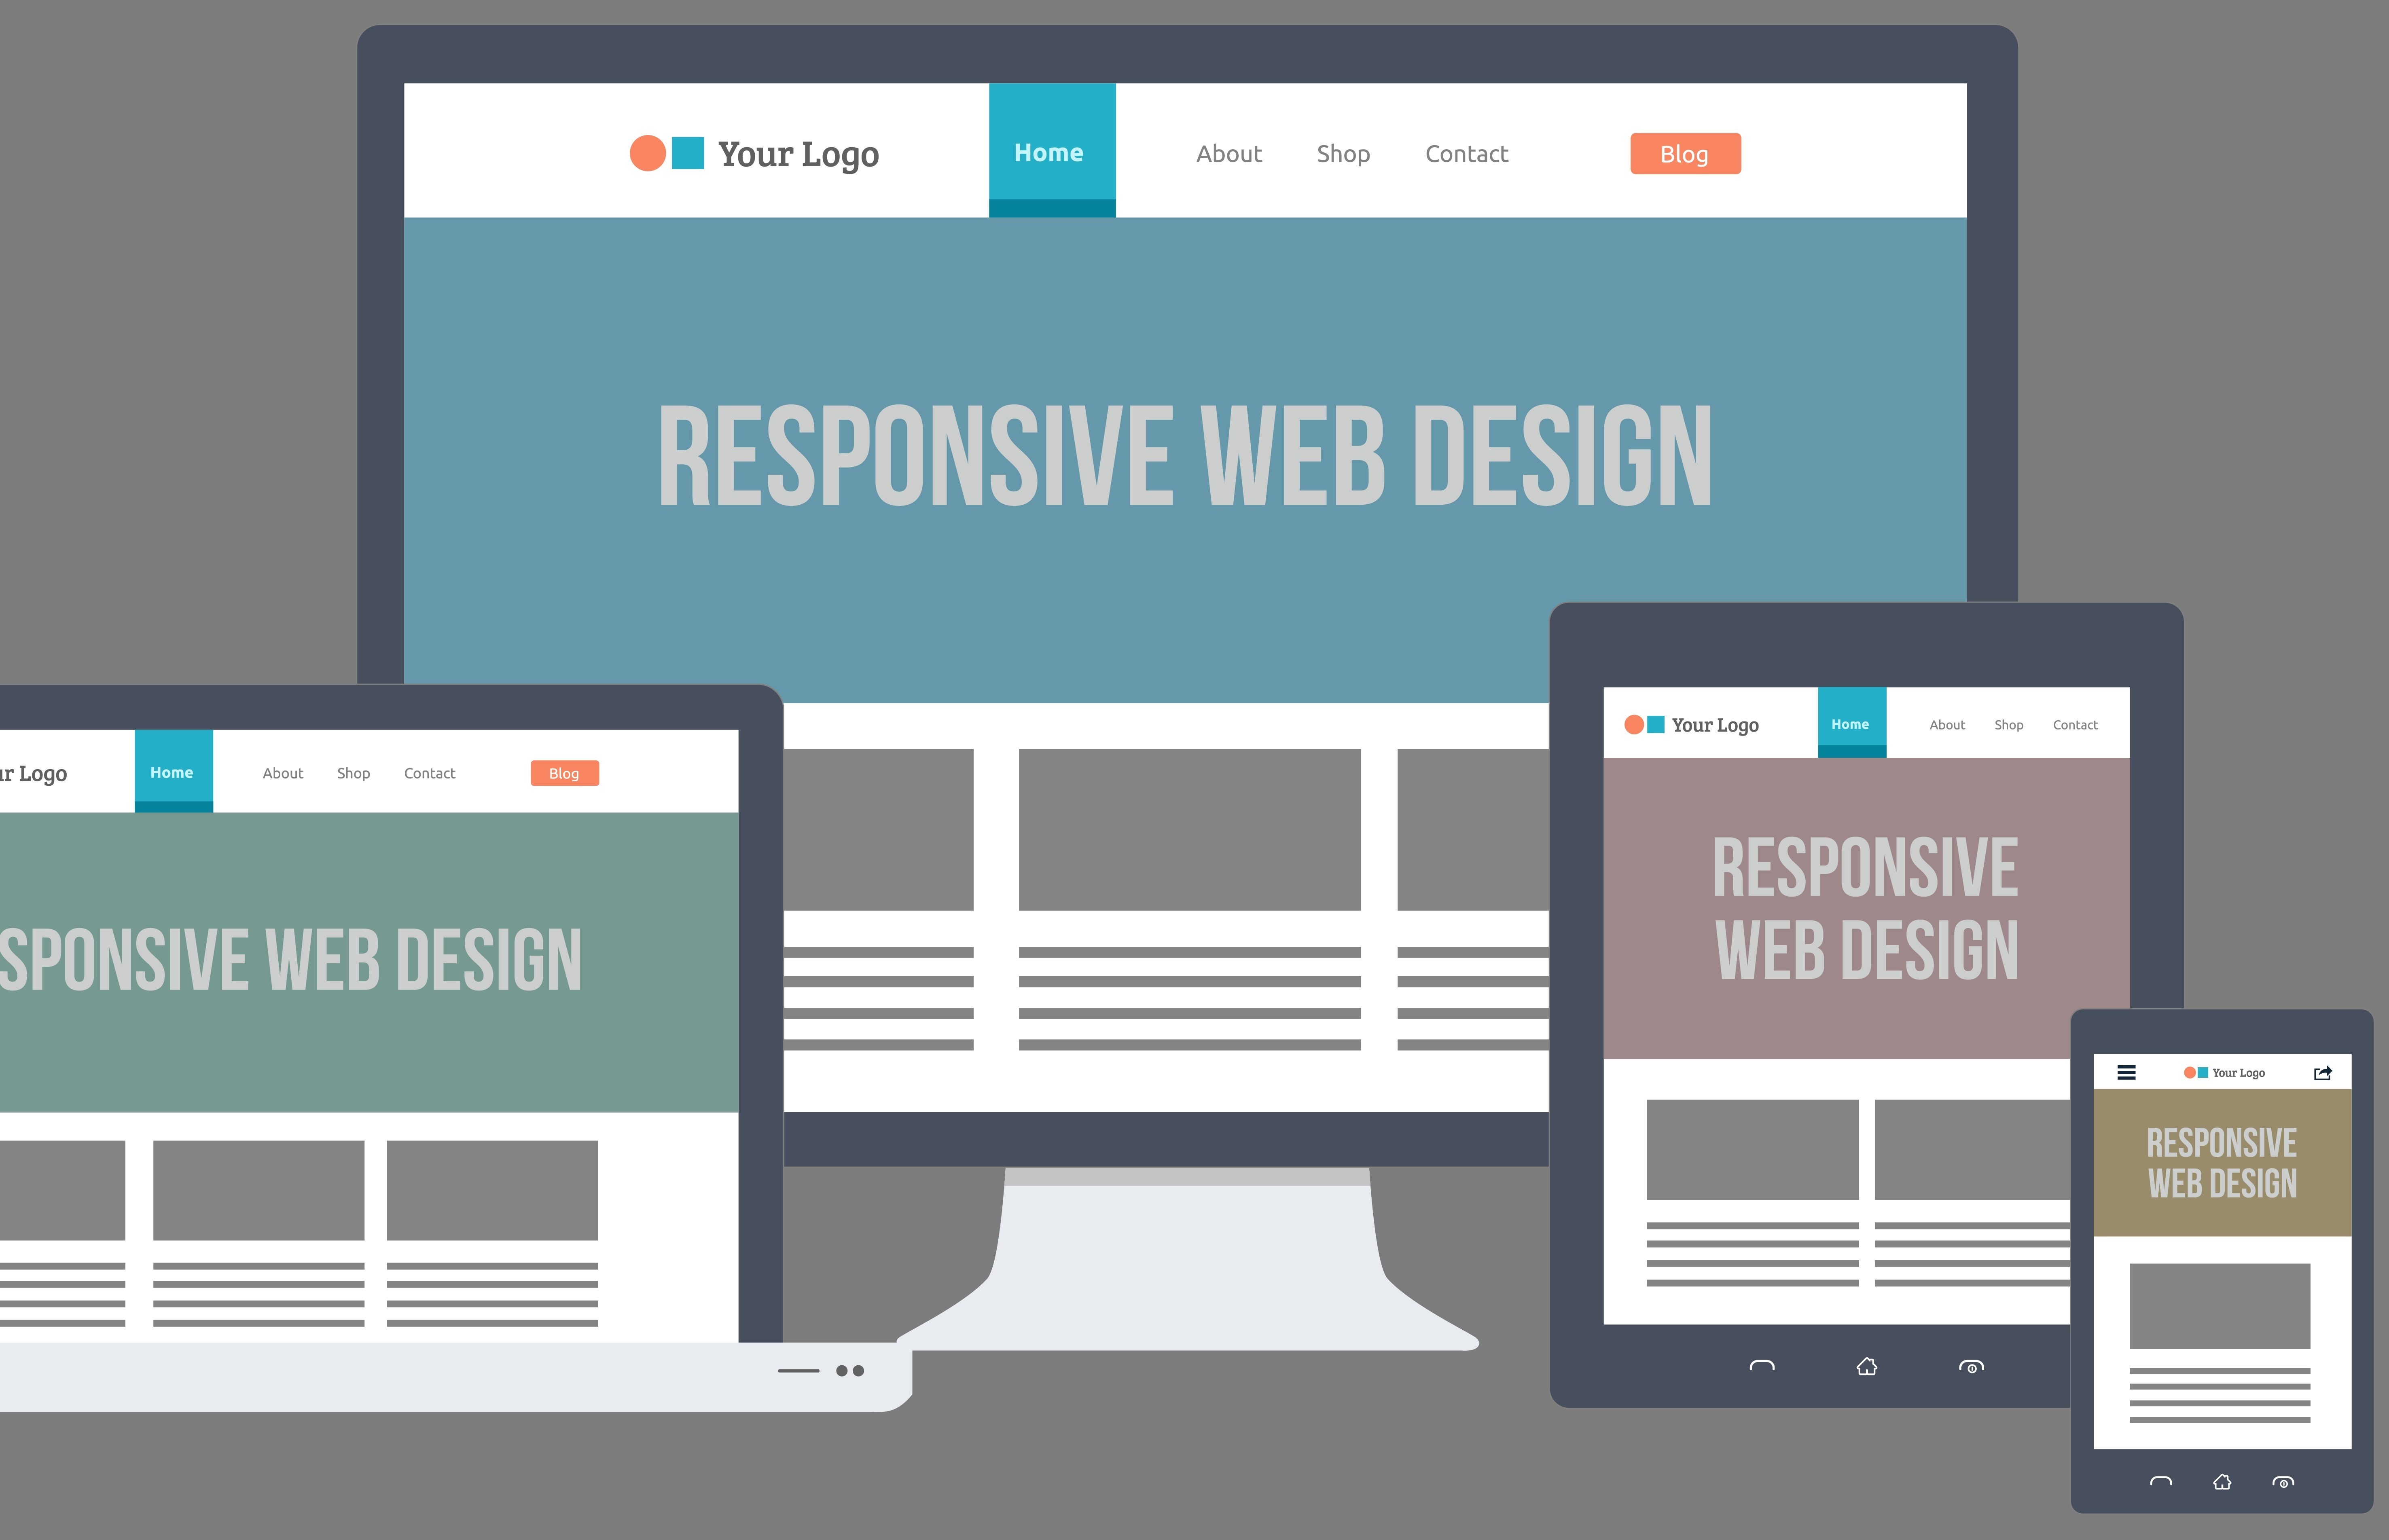 Your Logo Home About Shop Contact Blog
RESPONSIVE WEB DESIGN
Logo Home About Shop Contact Blog
SPONSIVE WEB DESIGN
Your Logo Home About Shop Contact
RESPONSIVE
WEB DESIGN
Your Logo
RESPONSIVE
WEB DESIGN